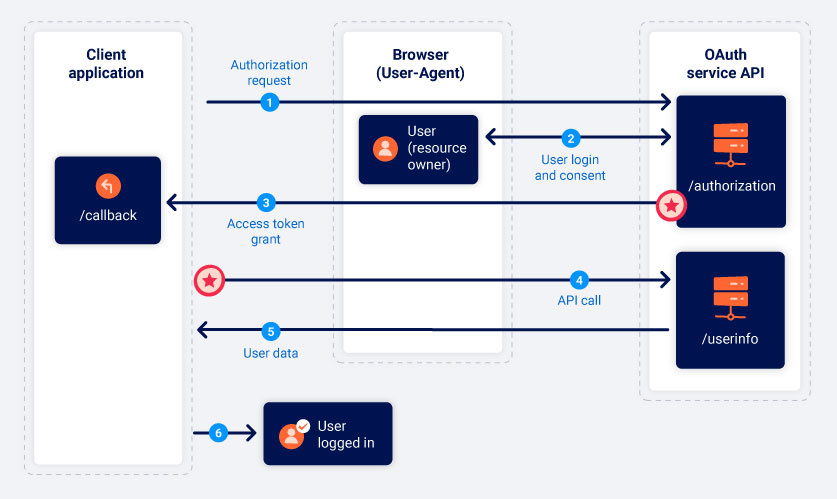 Client
application
Browser
(User-Agent)
OAuth
service API
Authorization
request
1
User
(resource
owner)
2
User login
and consent
/authorization
/callback
3
Access token
grant
4
API call
/userinfo
5
User data
6
User
logged in